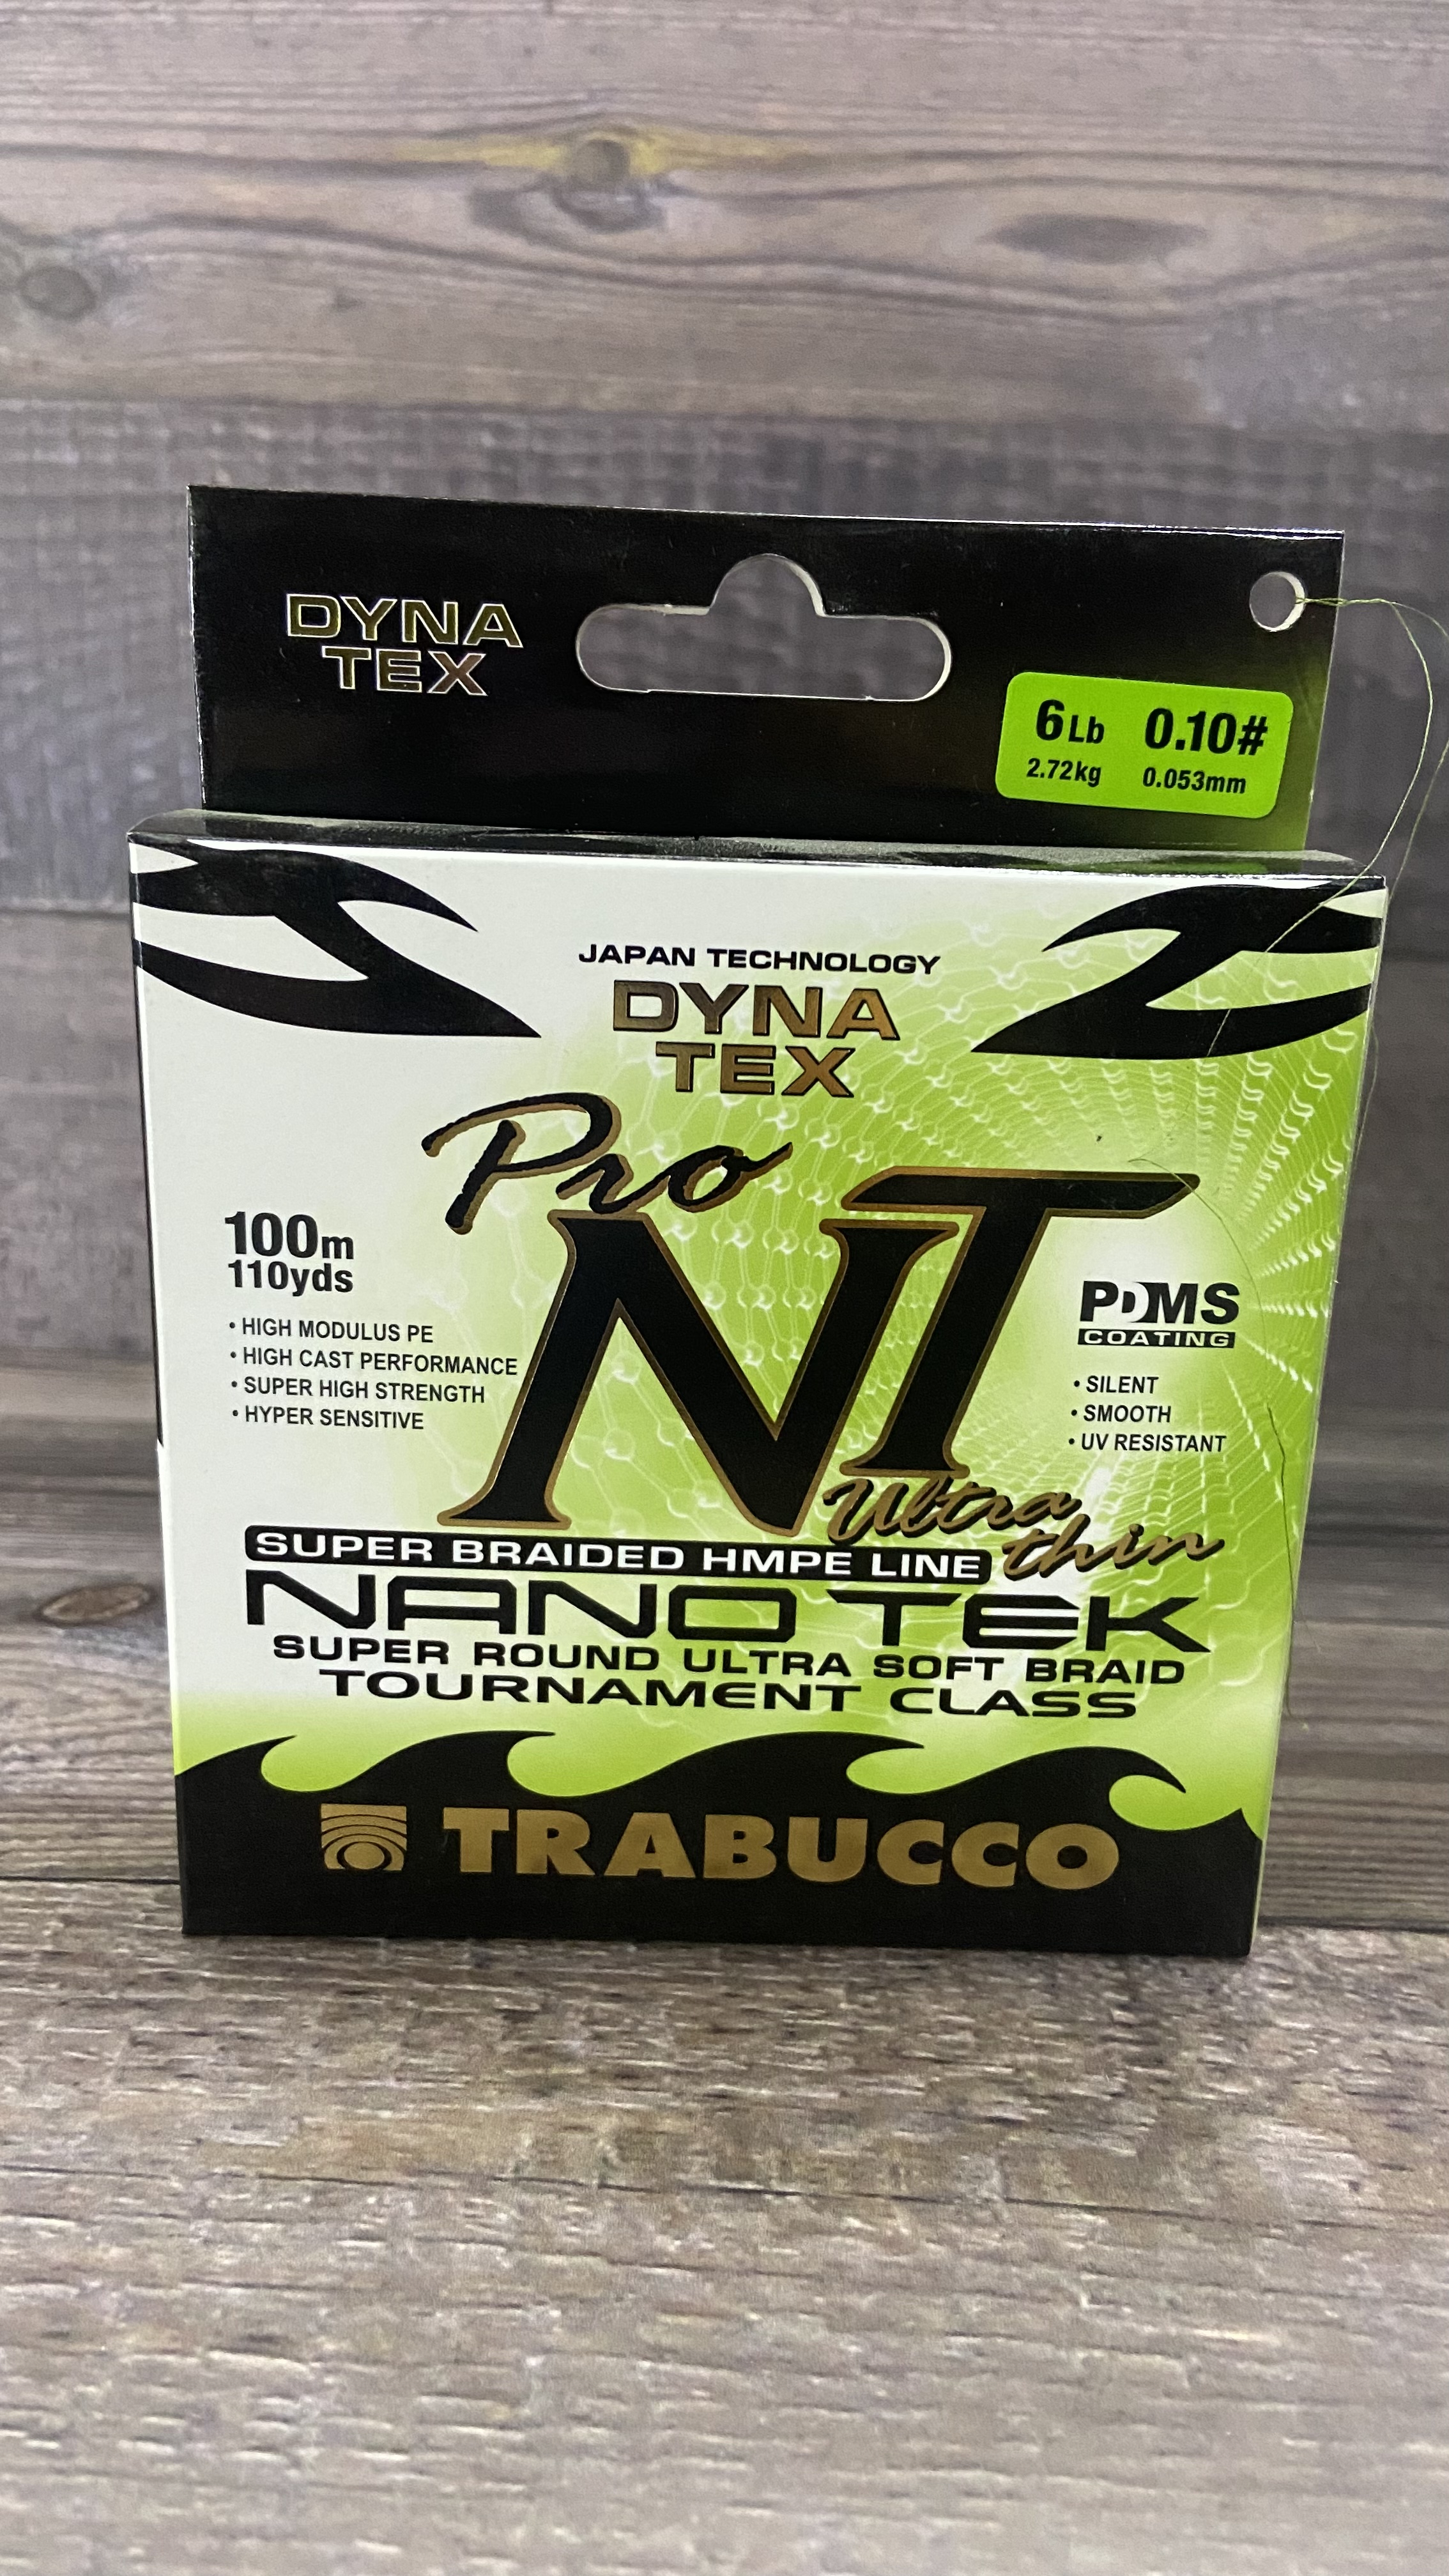 DYNA
TEX
6Lb 0.10#
2.72kg 0.053mm
JAPAN TECHNOLOGY
DYNA
TEX
Pro
NT
100m
110yds
• HIGH MODULUS PE
• HIGH CAST PERFORMANCE
• SUPER HIGH STRENGTH
• HYPER SENSITIVE
PDMS
COATING
• SILENT
• SMOOTH
• UV RESISTANT
Ultra
thin
SUPER BRAIDED HMPE LINE
NANO TEK
SUPER ROUND ULTRA SOFT BRAID
TOURNAMENT CLASS
TRABUCCO